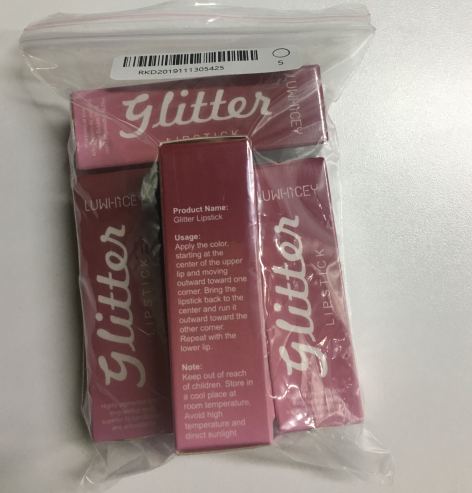 RKD2019111305425
S
Glitter
LIPSTICK
LUWHICEY
LUWHICEY
Glitter
LIPSTICK
Product Name:
Glitter Lipstick
Usage:
Apply the color,
starting at the
center of the upper
lip and moving
outward toward one
corner. Bring the
lipstick back to the
center and run it
outward toward the
other corner.
Repeat with the
lower lip.
Note:
Keep out of reach
of children. Store in
a cool place at
room temperature,
Avoid high
temperature and
direct sunlight
LUWHICEY
Glitter
LIPSTICK